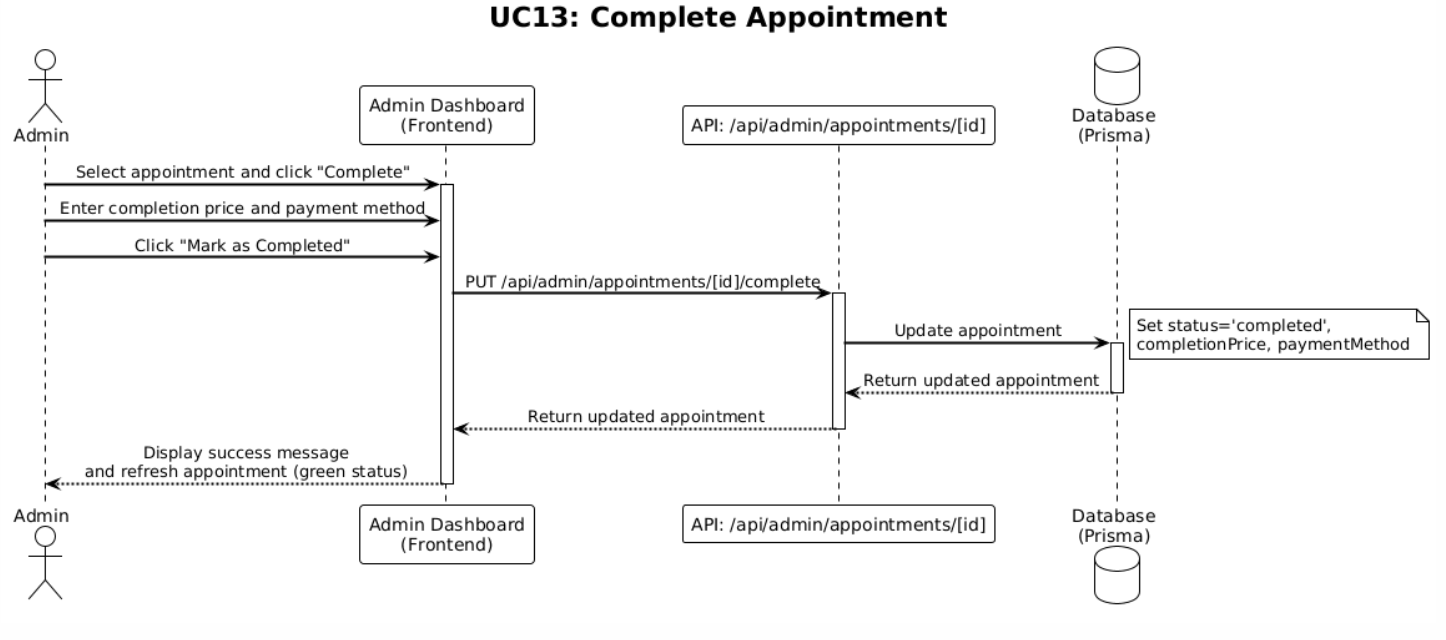 UC13: Complete Appointment
Admin
Admin Dashboard
(Frontend)
API: /api/admin/appointments/[id]
Database
(Prisma)
Select appointment and click "Complete"
Enter completion price and payment method
Click "Mark as Completed"
PUT /api/admin/appointments/[id]/complete
Update appointment
Set status='completed',
completionPrice, paymentMethod
Return updated appointment
Return updated appointment
Display success message
and refresh appointment (green status)
Admin
Admin Dashboard
(Frontend)
API: /api/admin/appointments/[id]
Database
(Prisma)